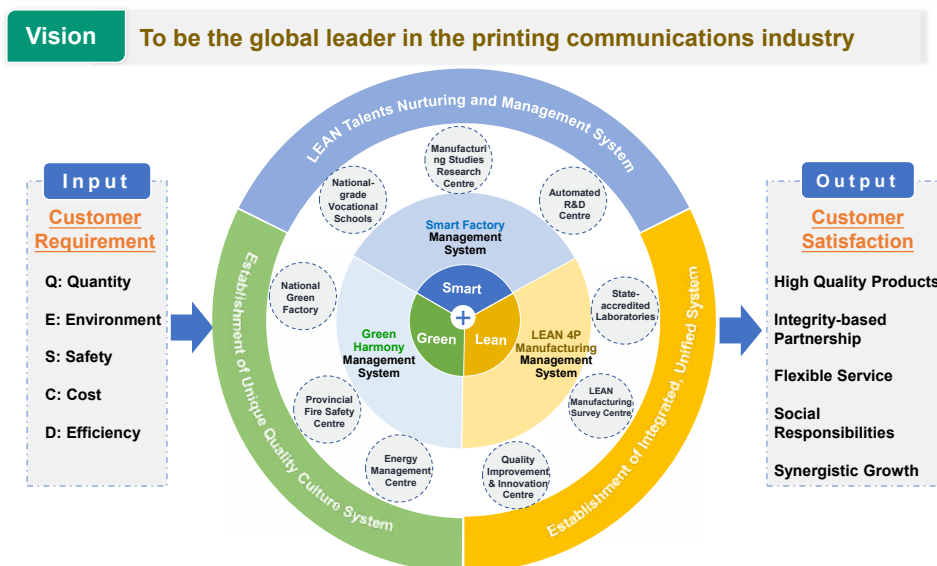 Vision
To be the global leader in the printing communications industry
LEAN Talents Nurturing and Management System
Input
Customer
Requirement
Q: Quantity
E: Environment
S: Safety
C: Cost
D: Efficiency
Establishment of Unique Quality Culture System
Manufacturi
ng Studies
Research
Centre
National-
grade
Vocational
Schools
Automated
R&D
Centre
National
Green
Factory
State-
accredited
Laboratories
Provincial
Fire Safety
Centre
LEAN
Manufacturing
Survey Centre
Energy
Management
Centre
Quality
Improvement
& Innovation
Centre
Smart Factory
Management
System
Green
Harmony
Management
System
LEAN 4P
Manufacturing
Management
System
Smart
+
Green
Lean
Establishment of Integrated, Unified System
Output
Customer
Satisfaction
High Quality Products
Integrity-based
Partnership
Flexible Service
Social
Responsibilities
Synergistic Growth